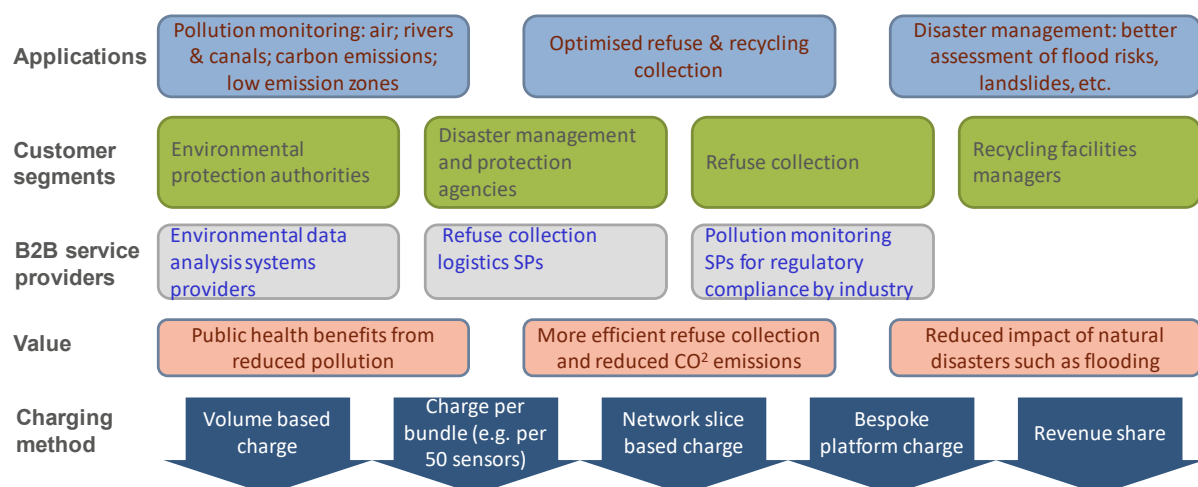 Applications
Pollution monitoring: air; rivers
& canals; carbon emissions;
low emission zones
Optimised refuse & recycling
collection
Disaster management: better
assessment of flood risks,
landslides, etc.
Customer
segments
Environmental
protection authorities
Disaster management
and protection
agencies
Refuse collection
Recycling facilities
managers
B2B service
providers
Environmental data
analysis systems
providers
Refuse collection
logistics SPs
Pollution monitoring
SPs for regulatory
compliance by industry
Value
Public health benefits from
reduced pollution
More efficient refuse collection
and reduced CO² emissions
Reduced impact of natural
disasters such as flooding
Charging
method
Volume based
charge
Charge per
bundle (e.g. per
50 sensors)
Network slice
based charge
Bespoke
platform charge
Revenue share